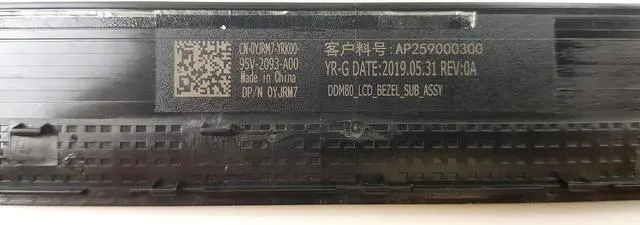 CN-0YJRM7-YRK00-
95V-2093-A00
Made in China
DP/N 0YJRM7
客户料号: AP259000300
YR-G DATE:2019.05.31 REV:0A
DDM80_LCD_BEZEL_SUB_ASSY